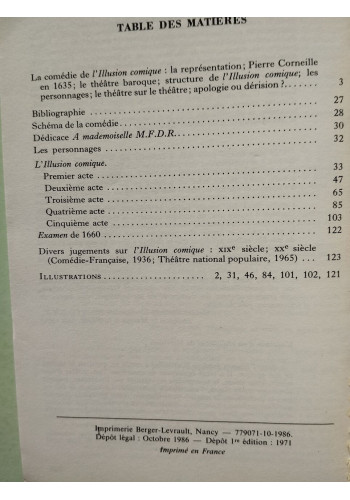 TABLE DES MATIÈRES
La comédie de l'Illusion comique : la représentation; Pierre Corneille
en 1635; le théâtre baroque; structure de l'Illusion comique; les
personnages; le théâtre sur le théâtre; apologie ou dérision?....... 3
Bibliographie ........ 27
Schéma de la comédie........ 28
Dédicace A mademoiselle M.F.D.R........ 30
Les personnages ........ 32
L'Illusion comique.
Premier acte ........ 33
Deuxième acte ........ 47
Troisième acte ........ 65
Quatrième acte ........ 85
Cinquième acte ........ 103
Examen de 1660 ........ 122
Divers jugements sur l'Illusion comique : XIXe siècle; XXe siècle
(Comédie-Française, 1936; Théâtre national populaire, 1965) ... 123
ILLUSTRATIONS ........ 2, 31, 46, 84, 101, 102, 121
Imprimerie Berger-Levrault, Nancy — 779071-10-1986.
Dépôt légal : Octobre 1986 — Dépôt 1re édition : 1971
Imprimé en France